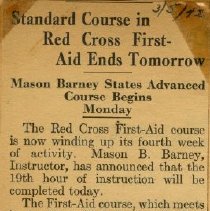 3/5/42
Standard Course in
Red Cross First-
Aid Ends Tomorrow
Mason Barney States Advanced
Course Begins
Monday
The Red Cross First-Aid course
is now winding up its fourth week
of activity. Mason B. Barney,
Instructor, has announced that the
19th hour of instruction will be
completed today.
The First-Aid course, which meets